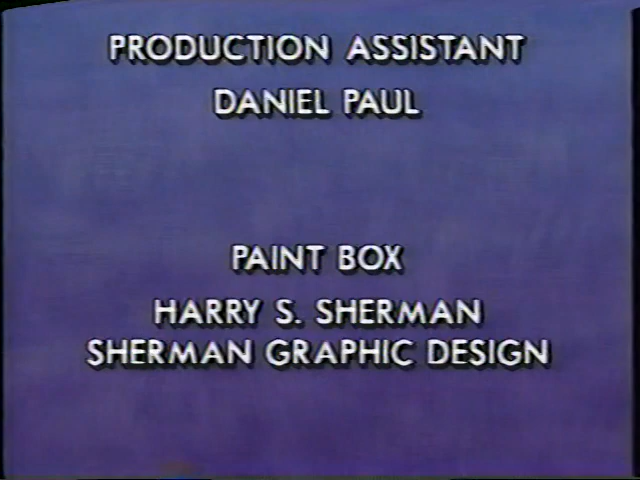 PRODUCTION ASSISTANT
DANIEL PAUL
PAINT BOX
HARRY S. SHERMAN
SHERMAN GRAPHIC DESIGN